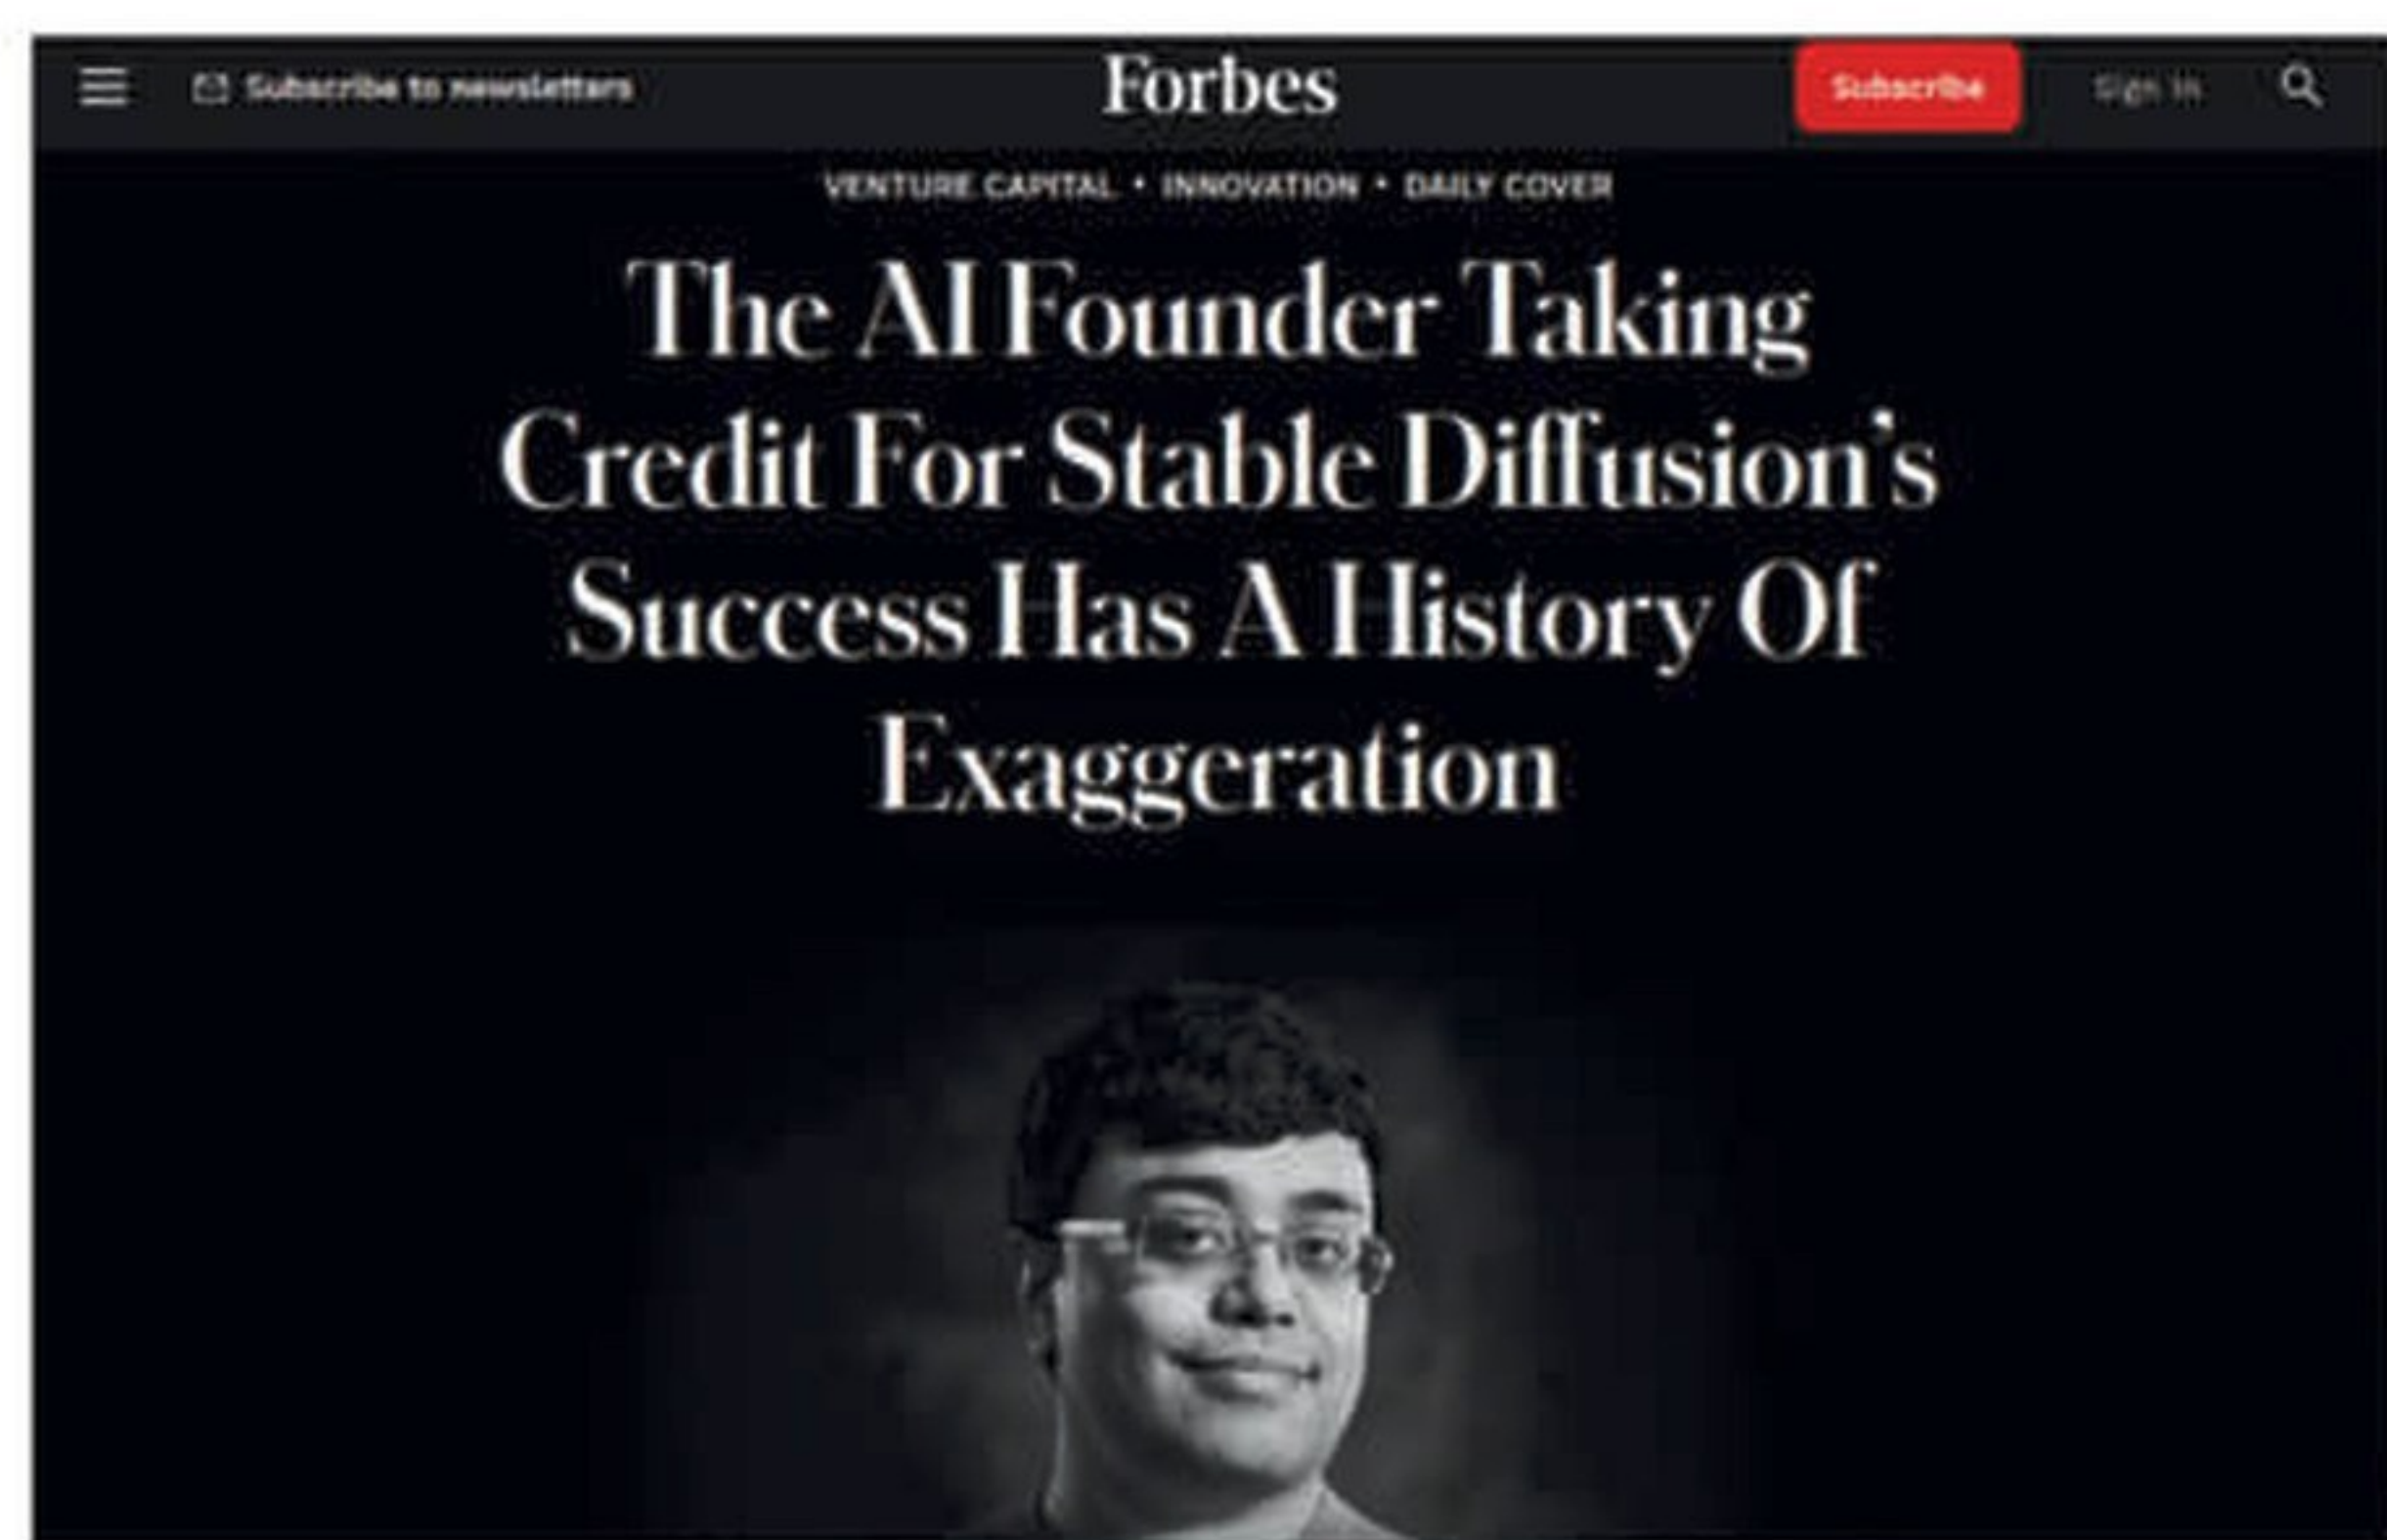 Subscribe to newsletters
Forbes
Subscribe
Sign In
VENTURE CAPITAL • INNOVATION • DAILY COVER
The AI Founder Taking
Credit For Stable Diffusion's
Success Has A History Of
Exaggeration